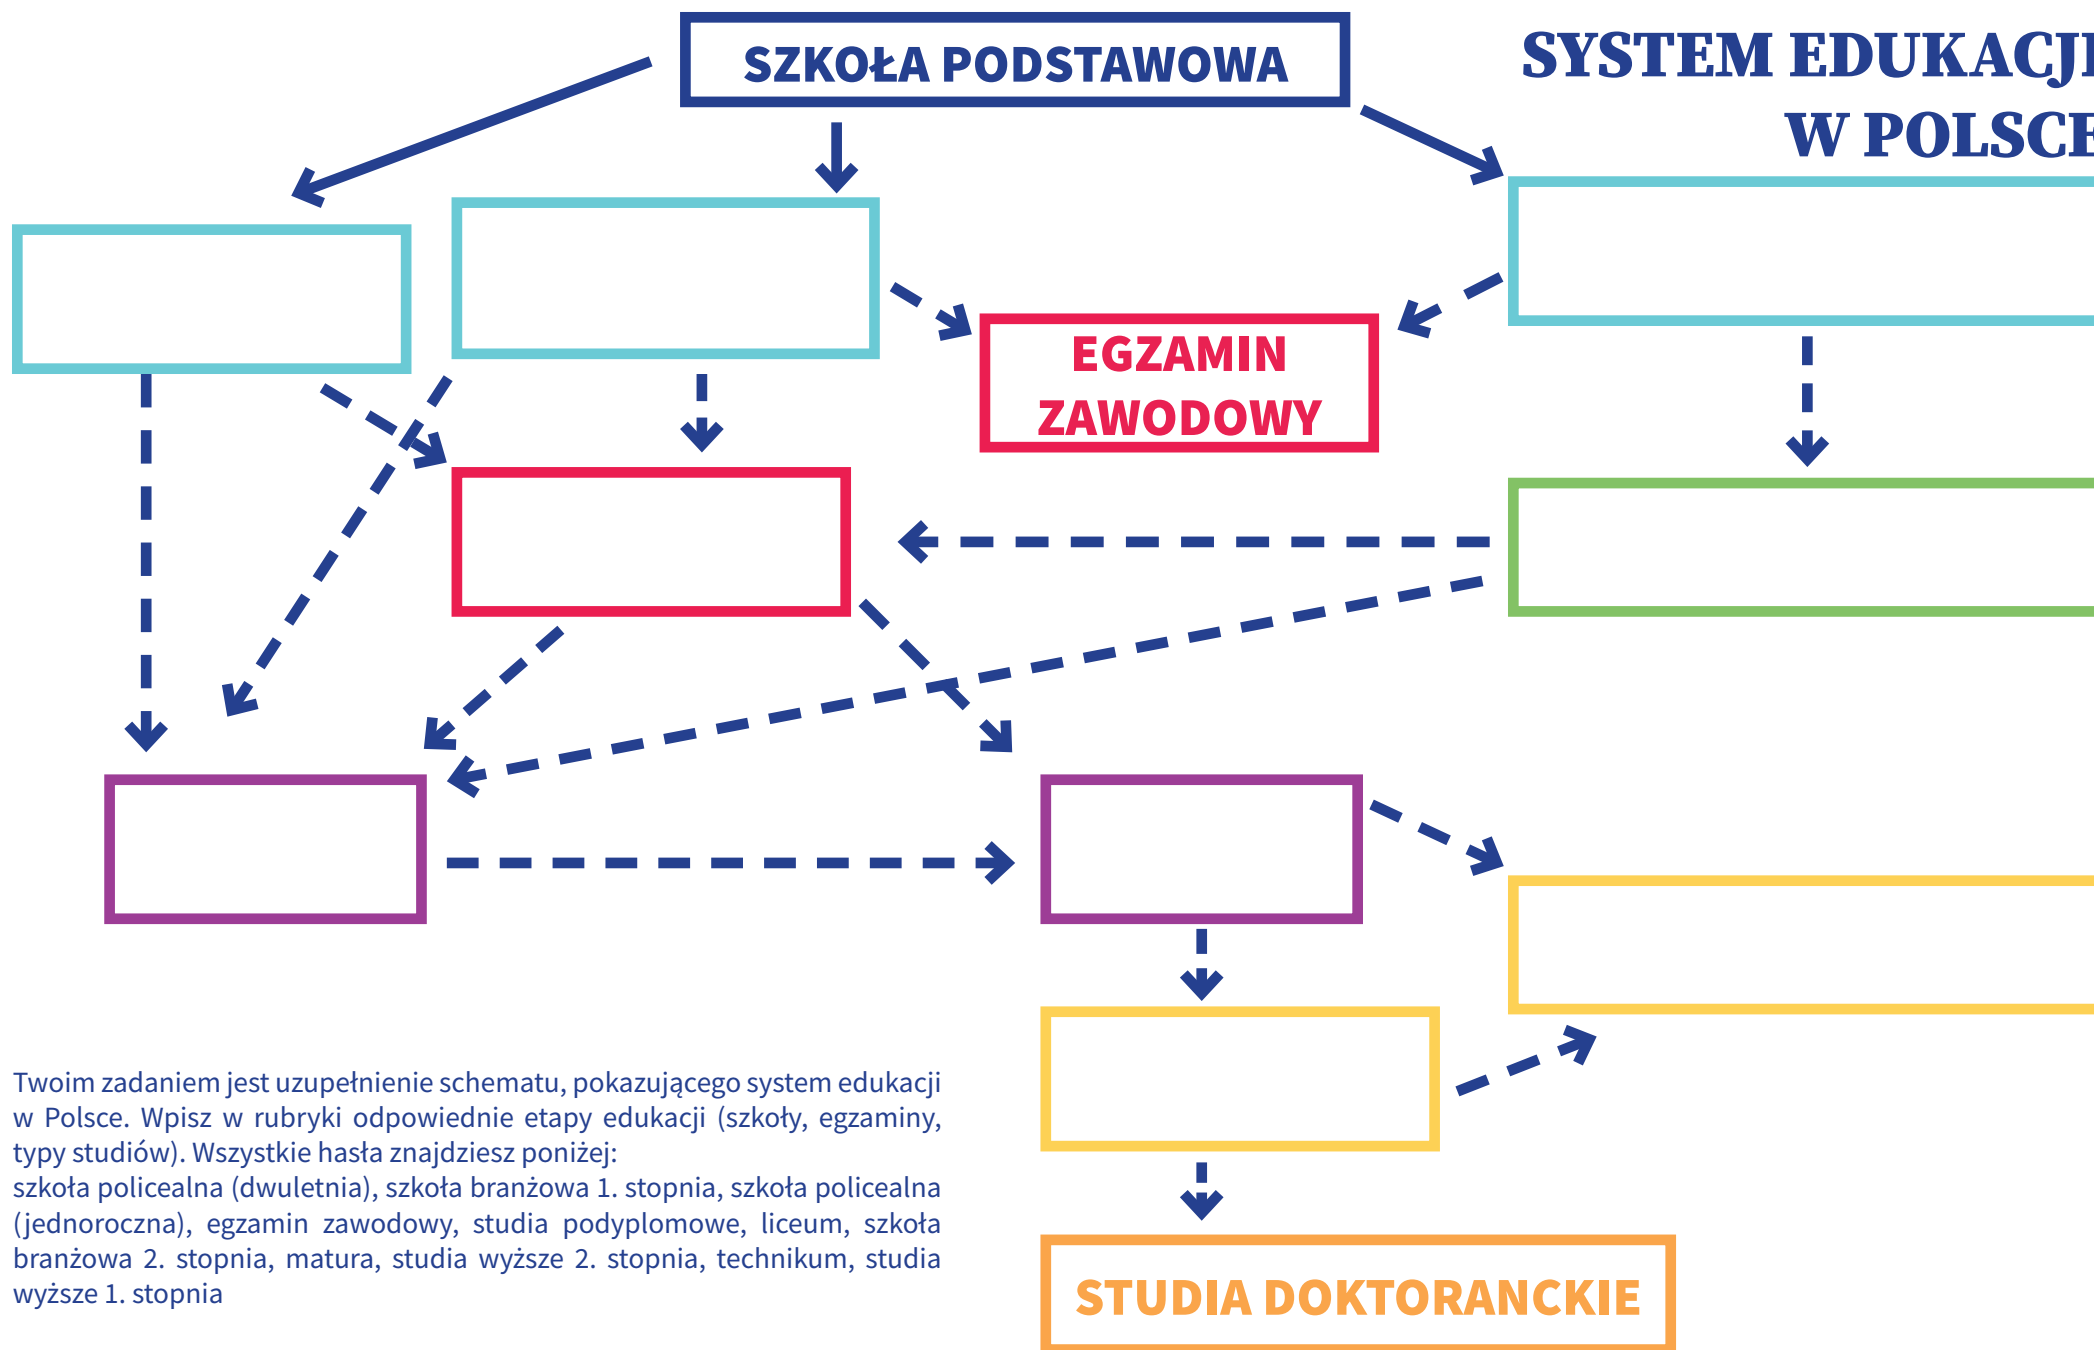 SZKOŁA PODSTAWOWA
SYSTEM EDUKACJI
W POLSCE
EGZAMIN
ZAWODOWY
Twoim zadaniem jest uzupełnienie schematu, pokazującego system edukacji
w Polsce. Wpisz w rubryki odpowiednie etapy edukacji (szkoły, egzaminy,
typy studiów). Wszystkie hasła znajdziesz poniżej:
szkoła policealna (dwuletnia), szkoła branżowa 1. stopnia, szkoła policealna
(jednoroczna), egzamin zawodowy, studia podyplomowe, liceum, szkoła
branżowa 2. stopnia, matura, studia wyższe 2. stopnia, technikum, studia
wyższe 1. stopnia
STUDIA DOKTORANCKIE